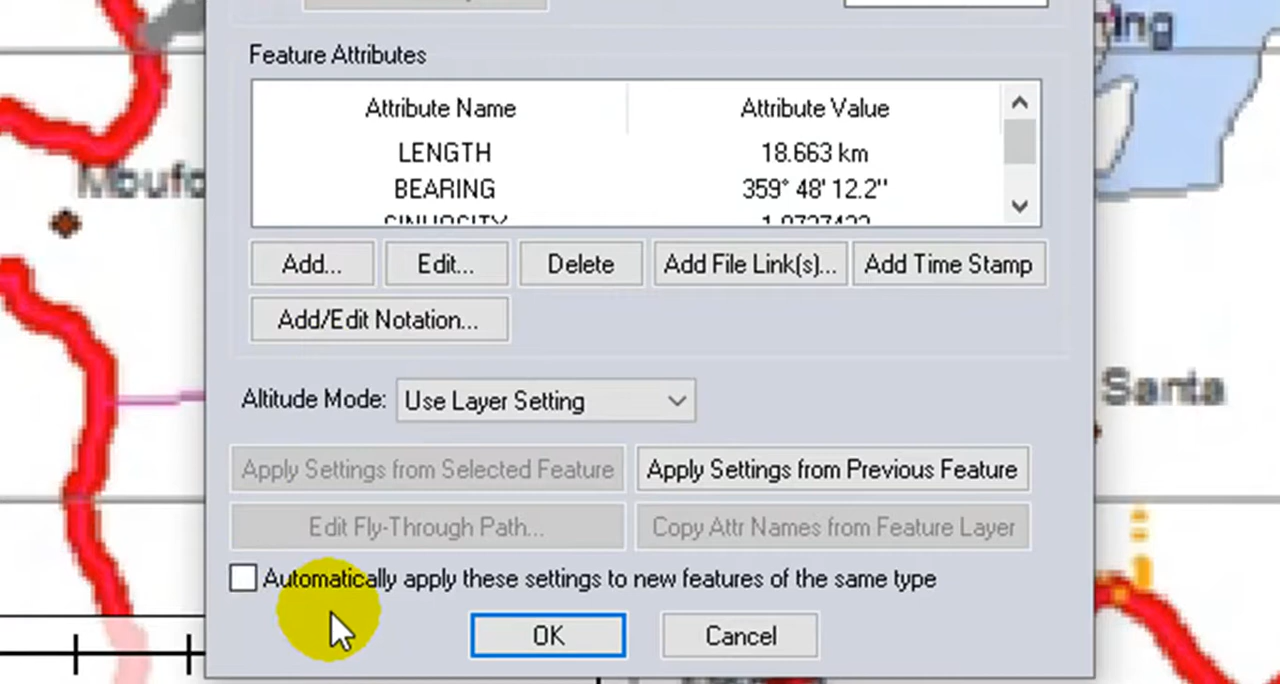 Feature Attributes
Attribute Name Attribute Value
LENGTH 18.663 km
BEARING 359° 48' 12.2"
Add... Edit... Delete Add File Link(s)... Add Time Stamp
Add/Edit Notation...
Altitude Mode: Use Layer Setting
Santa
Apply Settings from Selected Feature Apply Settings from Previous Feature
Edit Fly-Through Path... Copy Attr Names from Feature Layer
Automatically apply these settings to new features of the same type
OK Cancel